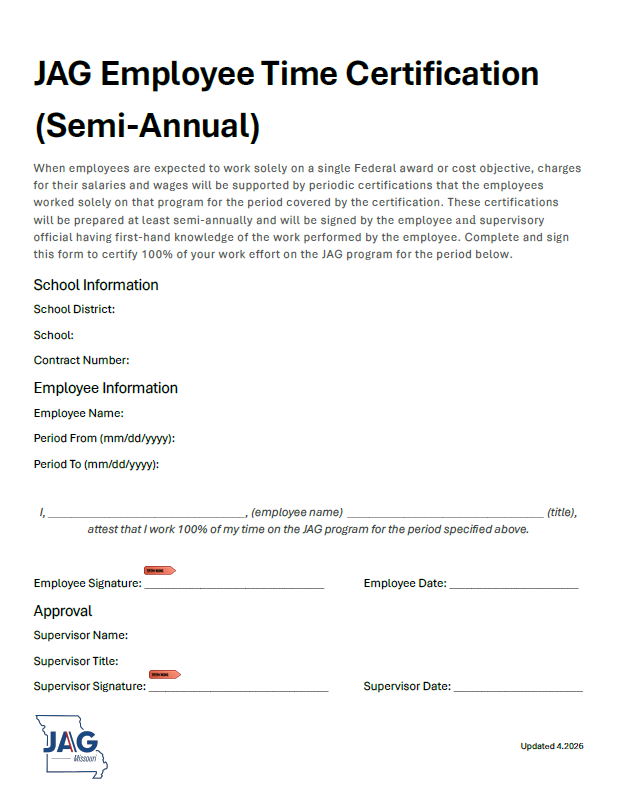 JAG Employee Time Certification
(Semi-Annual)
When employees are expected to work solely on a single Federal award or cost objective, charges
for their salaries and wages will be supported by periodic certifications that the employees
worked solely on that program for the period covered by the certification. These certifications
will be prepared at least semi-annually and will be signed by the employee and supervisory
official having first-hand knowledge of the work performed by the employee. Complete and sign
this form to certify 100% of your work effort on the JAG program for the period below.
School Information
School District:
School:
Contract Number:
Employee Information
Employee Name:
Period From (mm/dd/yyyy):
Period To (mm/dd/yyyy):
I, ______________________________, (employee name) ______________________________ (title),
attest that I work 100% of my time on the JAG program for the period specified above.
Employee Signature: ____________________________ Employee Date: ____________________
Approval
Supervisor Name:
Supervisor Title:
Supervisor Signature: ____________________________ Supervisor Date: ____________________
JAG
Missouri
Updated 4.2026